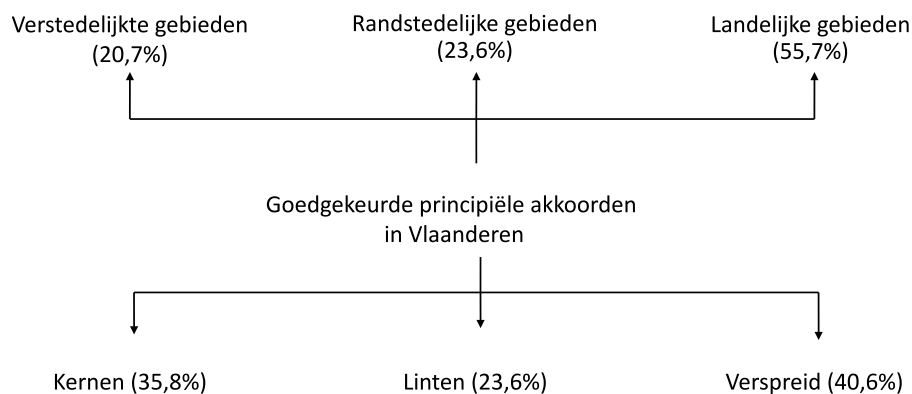 Verstedelijkte gebieden
(20,7%)
Randstedelijke gebieden
(23,6%)
Landelijke gebieden
(55,7%)
Goedgekeurde principiële akkoorden
in Vlaanderen
Kernen (35,8%)
Linten (23,6%)
Verspreid (40,6%)